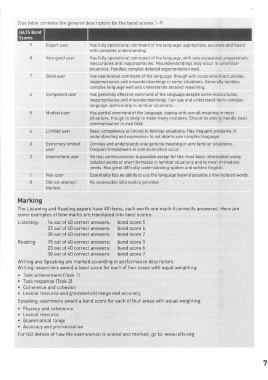 This table contains the general descriptors for the band scores 1-9:
IELTS Band Scores
9 Expert user Has fully operational command of the language: appropriate, accurate and fluent
with complete understanding.
8 Very good user Has fully operational command of the language, with only occasional unsystematic
inaccuracies and inappropriacies. Misunderstandings may occur in unfamiliar
situations. Handles complex detailed argumentation well.
7 Good user Has operational command of the language, though with occasional inaccuracies,
inappropriacies and misunderstandings in some situations. Generally handles
complex language well and understands detailed reasoning.
6 Competent user Has generally effective command of the language despite some inaccuracies,
inappropriacies and misunderstandings. Can use and understand fairly complex
language, particularly in familiar situations.
5 Modest user Has partial command of the language, coping with overall meaning in most
situations, though is likely to make many mistakes. Should be able to handle basic
communication in own field.
4 Limited user Basic competence is limited to familiar situations. Has frequent problems in
understanding and expression. Is not able to use complex language.
3 Extremely limited user Conveys and understands only general meaning in very familiar situations.
Frequent breakdowns in communication occur.
2 Intermittent user No real communication is possible except for the most basic information using
isolated words or short formulae in familiar situations and to meet immediate
needs. Has great difficulty understanding spoken and written English.
1 Non user Essentially has no ability to use the language beyond possibly a few isolated words.
0 Did not attempt the test No assessable information provided.
Marking
The Listening and Reading papers have 40 items, each worth one mark if correctly answered. Here are
some examples of how marks are translated into band scores:
Listening: 16 out of 40 correct answers: band score 5
23 out of 40 correct answers: band score 6
30 out of 40 correct answers: band score 7
Reading 15 out of 40 correct answers: band score 5
23 out of 40 correct answers: band score 6
30 out of 40 correct answers: band score 7
Writing and Speaking are marked according to performance descriptors.
Writing: examiners award a band score for each of four areas with equal weighting:
• Task achievement (Task 1)
• Task response (Task 2)
• Coherence and cohesion
• Lexical resource and grammatical range and accuracy
Speaking: examiners award a band score for each of four areas with equal weighting:
• Fluency and coherence
• Lexical resource
• Grammatical range
• Accuracy and pronunciation
For full details of how the examination is scored and marked, go to: www.ielts.org
7